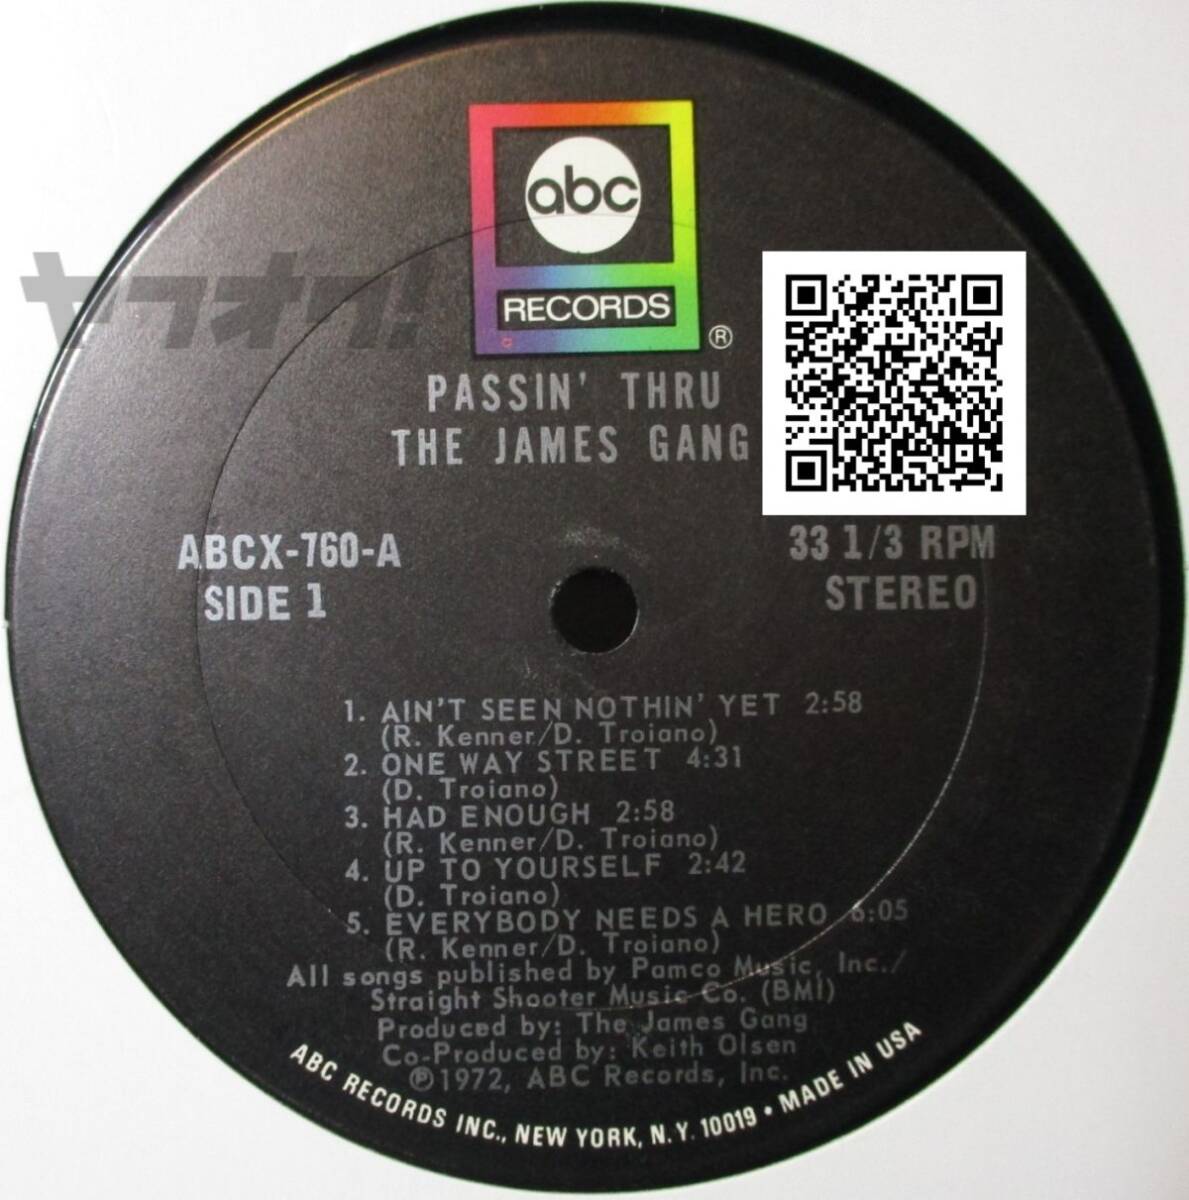 abc
RECORDS
®
ヤフオク!
PASSIN' THRU
THE JAMES GANG
ABCX-760-A
SIDE 1
33 1/3 RPM
STEREO
1. AIN'T SEEN NOTHIN' YET 2:58
(R. Kenner/D. Troiano)
2. ONE WAY STREET 4:31
(D. Troiano)
3. HAD ENOUGH 2:58
(R. Kenner/D. Troiano)
4. UP TO YOURSELF 2:42
(D. Troiano)
5. EVERYBODY NEEDS A HERO 6:05
(R. Kenner/D. Troiano)
All songs published by Pamco Music, Inc./
Straight Shooter Music Co. (BMI)
Produced by: The James Gang
Co-Produced by: Keith Olsen
℗1972, ABC Records, Inc.
ABC RECORDS INC., NEW YORK, N.Y. 10019 • MADE IN USA